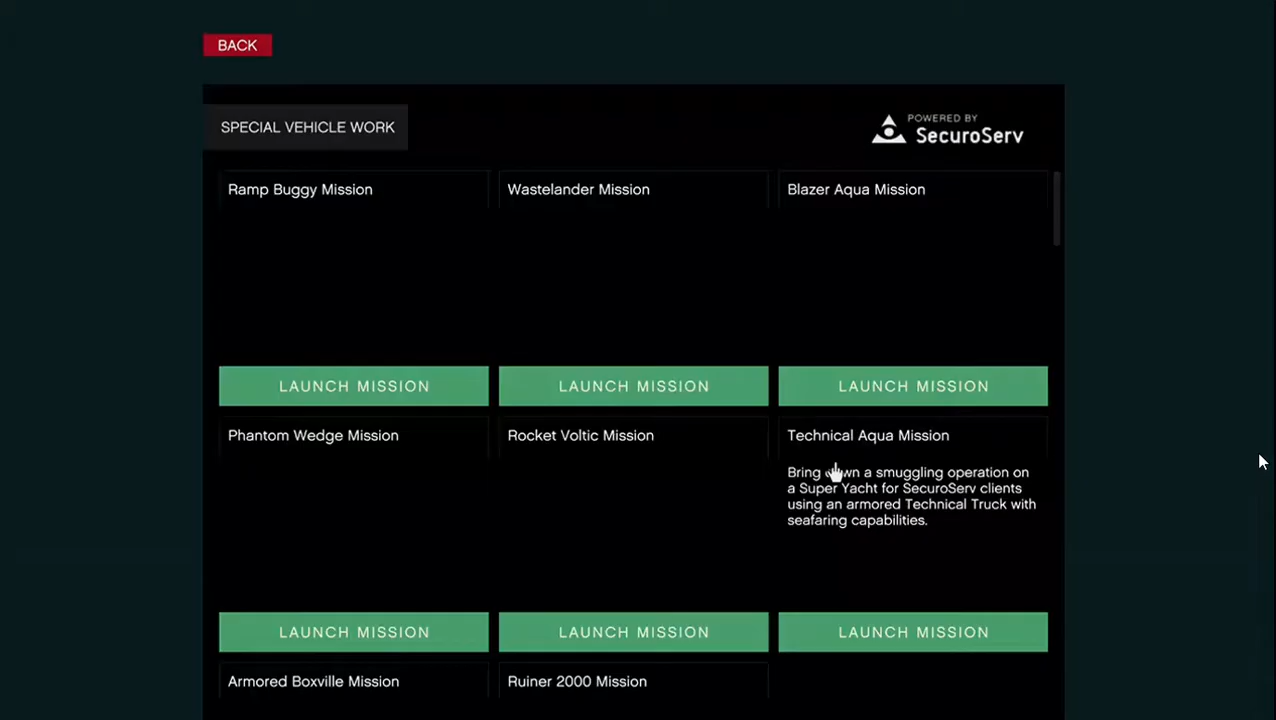 BACK
SPECIAL VEHICLE WORK
POWERED BY
SecuroServ
Ramp Buggy Mission
Wastelander Mission
Blazer Aqua Mission
LAUNCH MISSION
LAUNCH MISSION
LAUNCH MISSION
Phantom Wedge Mission
Rocket Voltic Mission
Technical Aqua Mission
Bring down a smuggling operation on
a Super Yacht for SecuroServ clients
using an armored Technical Truck with
seafaring capabilities.
LAUNCH MISSION
LAUNCH MISSION
LAUNCH MISSION
Armored Boxville Mission
Ruiner 2000 Mission